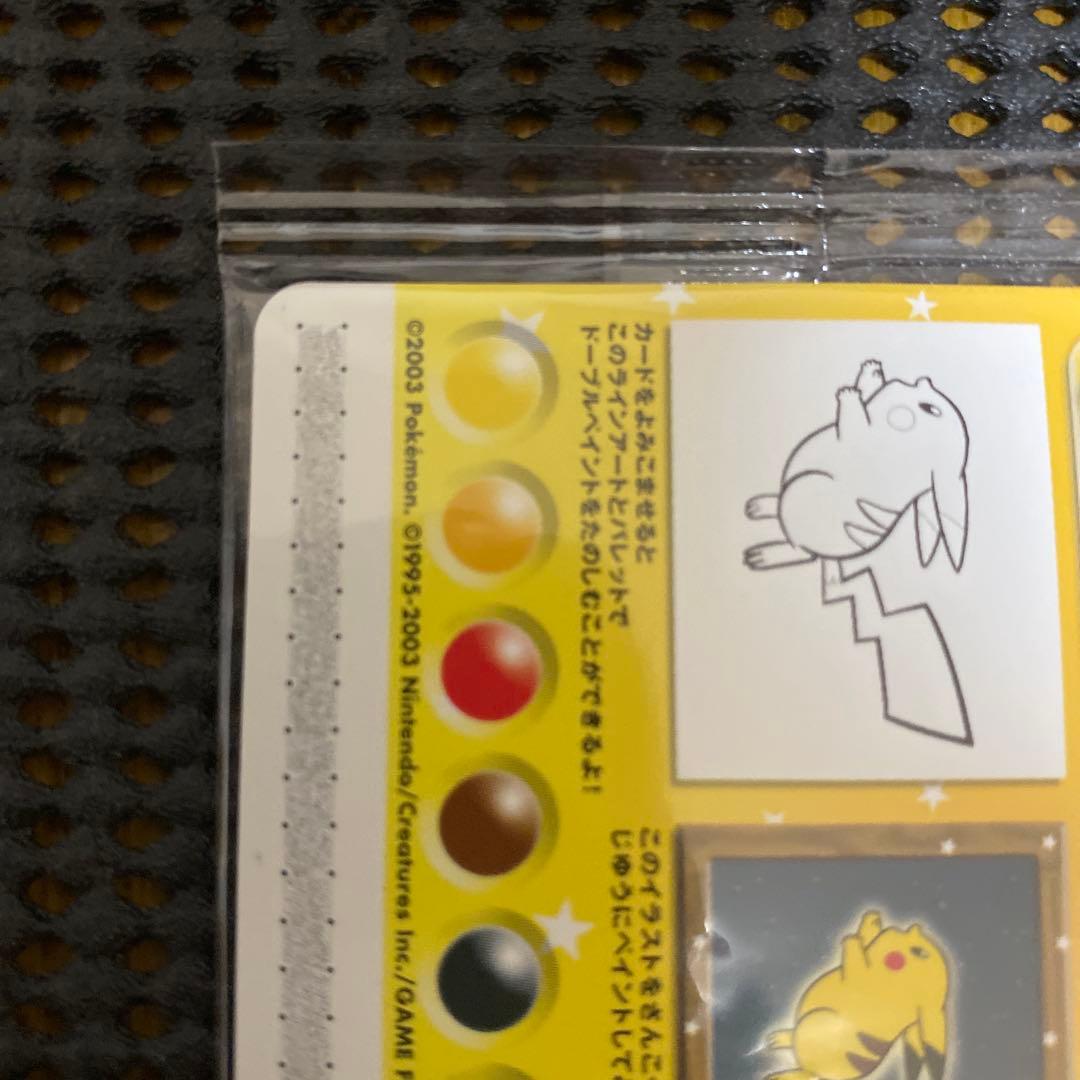 カードをよみこませると
このラインアートとパレットで
ドーブルペイントをたのしむことができるよ!
このイラストをさんこ
じゆうにペイントして
©2003 Pokémon. ©1995-2003 Nintendo/Creatures Inc./GAME